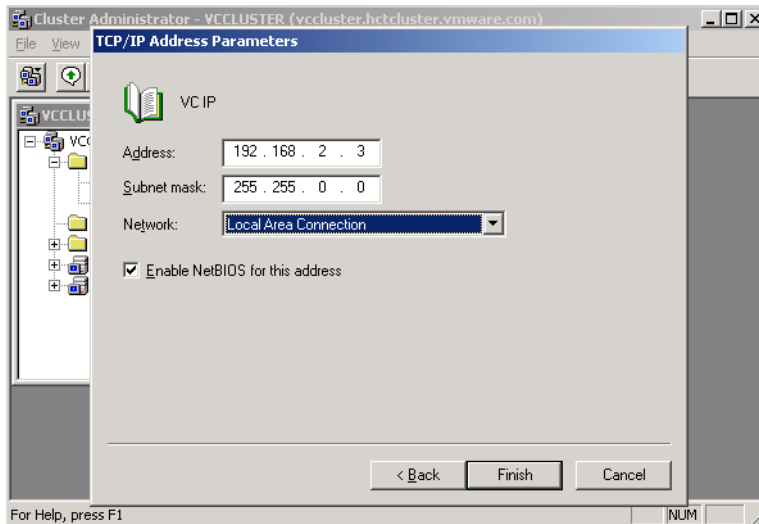 Cluster Administrator - VCCLUSTER (vccluster.hctcluster.vmware.com)
File View
TCP/IP Address Parameters
VCCLUS
VC IP
VC
Address: 192 . 168 . 2 . 3
Subnet mask: 255 . 255 . 0 . 0
Network: Local Area Connection
Enable NetBIOS for this address
< Back Finish Cancel
For Help, press F1 NUM